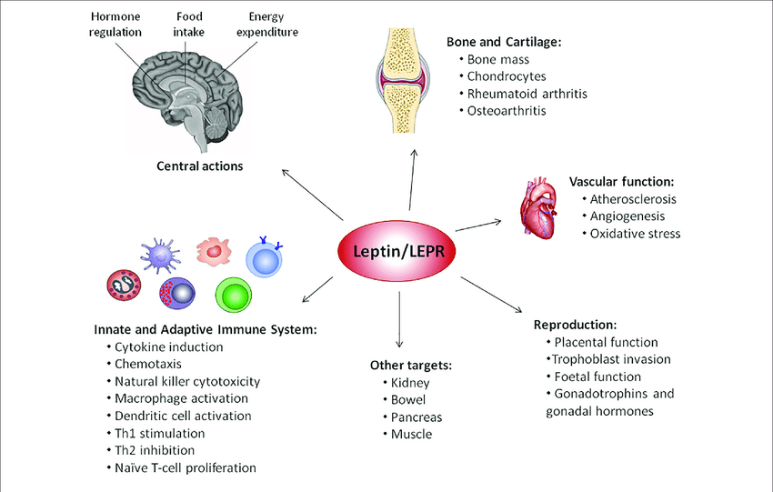 Hormone
regulation
Food
intake
Energy
expenditure
Central actions
Bone and Cartilage:
• Bone mass
• Chondrocytes
• Rheumatoid arthritis
• Osteoarthritis
Vascular function:
• Atherosclerosis
• Angiogenesis
• Oxidative stress
Leptin/LEPR
Innate and Adaptive Immune System:
• Cytokine induction
• Chemotaxis
• Natural killer cytotoxicity
• Macrophage activation
• Dendritic cell activation
• Th1 stimulation
• Th2 inhibition
• Naïve T-cell proliferation
Other targets:
• Kidney
• Bowel
• Pancreas
• Muscle
Reproduction:
• Placental function
•Trophoblast invasion
• Foetal function
• Gonadotrophins and
gonadal hormones